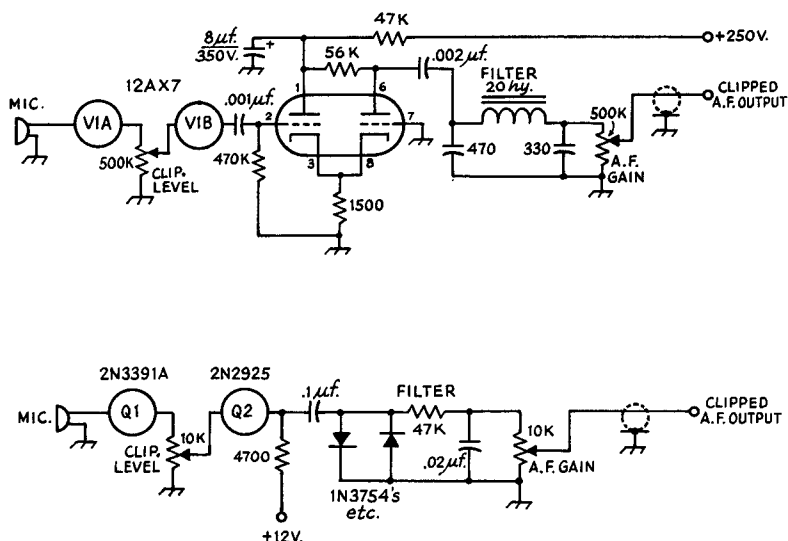 47K
8μf.
350V.
+
+250V.
56K
.002μf.
FILTER
20hy.
12AX7
1
6
CLIPPED
A.F. OUTPUT
MIC.
V1A
V1B
.001μf.
2
7
500K
500K
CLIP.
LEVEL
470K
3
8
470
330
A.F.
GAIN
1500
2N3391A
2N2925
.1μf.
FILTER
CLIPPED
A.F. OUTPUT
MIC.
Q1
Q2
47K
10K
10K
CLIP.
LEVEL
4700
.02μf.
A.F. GAIN
1N3754's
etc.
+12V.